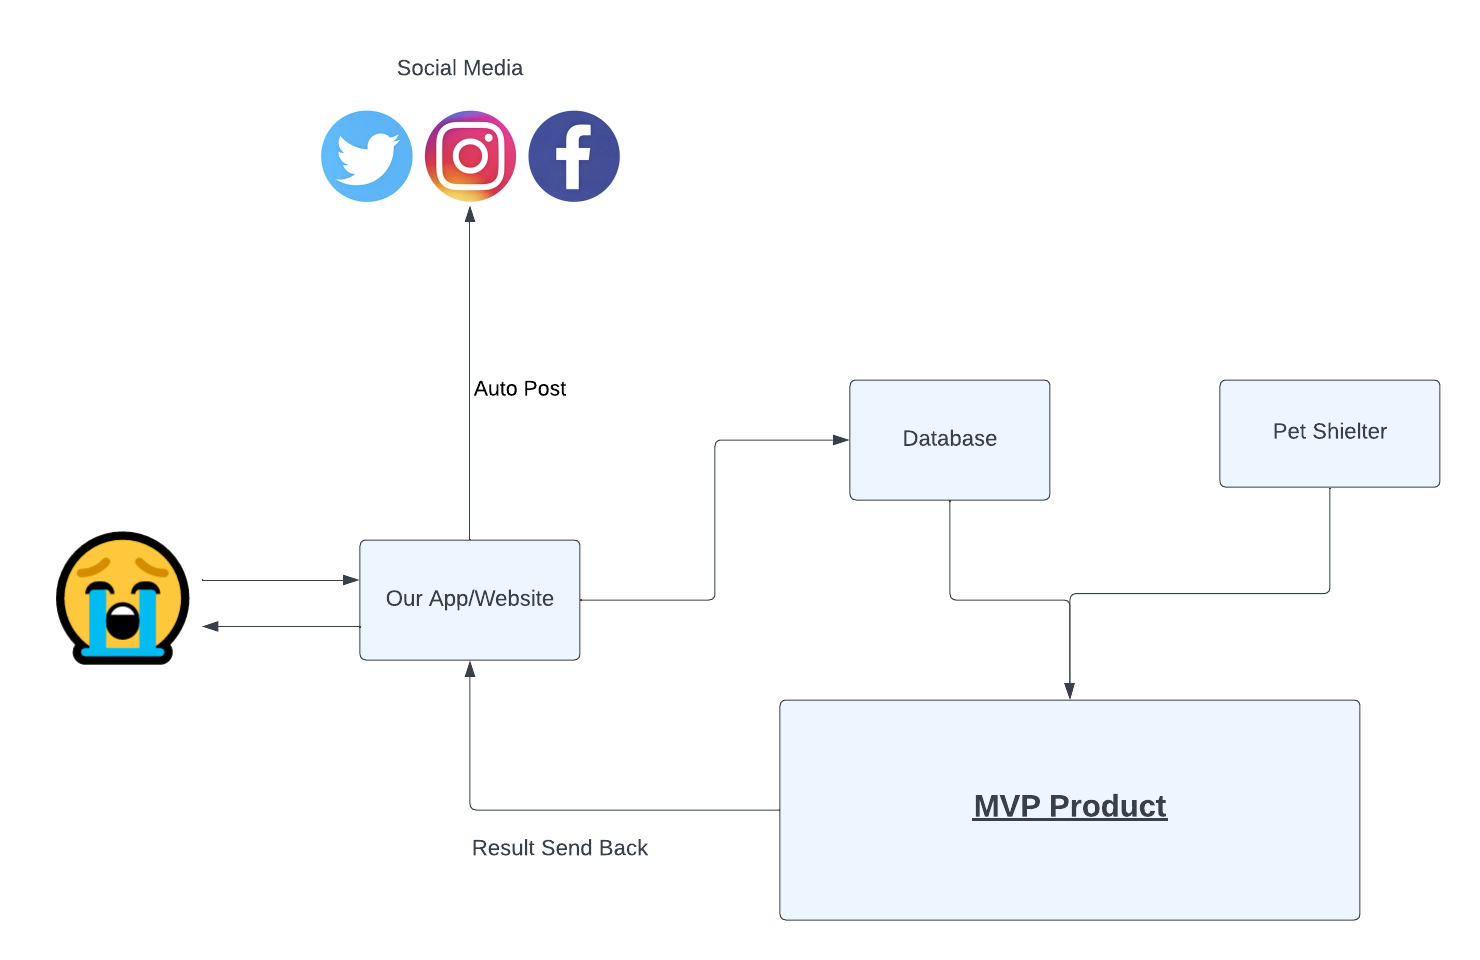 Social Media
Auto Post
Database
Pet Shielter
Our App/Website
MVP Product
Result Send Back